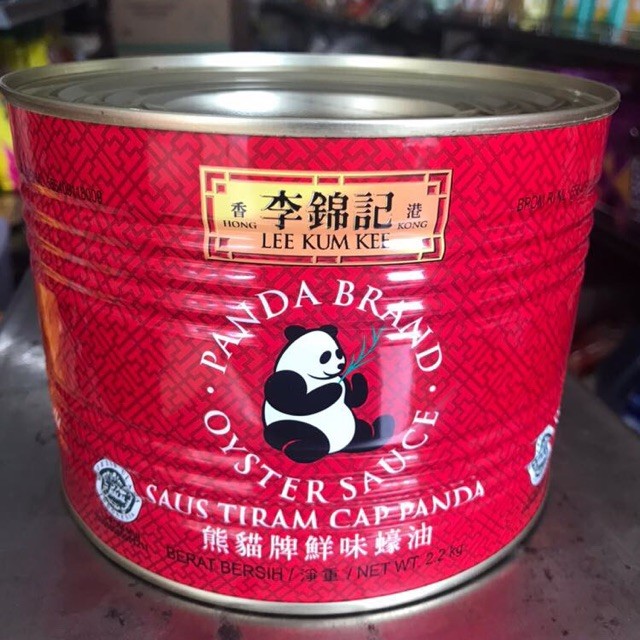 香 李錦記 港
HONG KONG
LEE KUM KEE
· PANDA BRAND ·
OYSTER SAUCE
SAUS TIRAM CAP PANDA
熊貓牌鮮味蠔油
BERAT BERSIH / 淨重 / NET WT. 2.2 kg